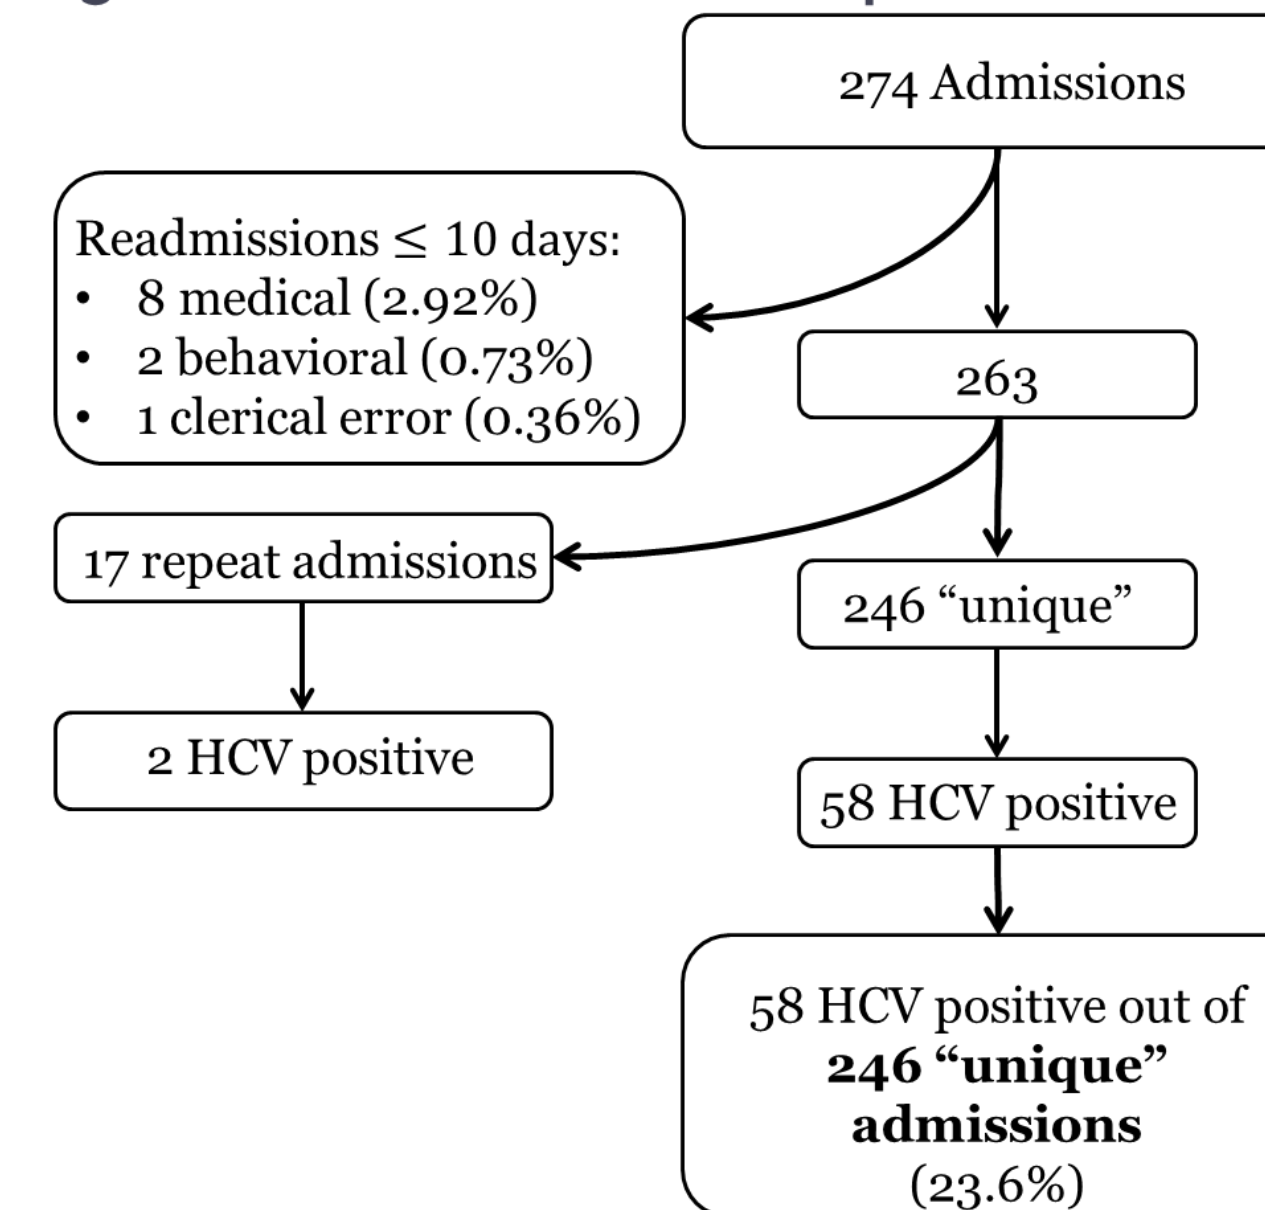 274 Admissions
Readmissions ≤ 10 days:
• 8 medical (2.92%)
• 2 behavioral (0.73%)
• 1 clerical error (0.36%)
263
17 repeat admissions
246 “unique”
2 HCV positive
58 HCV positive
58 HCV positive out of
246 “unique”
admissions
(23.6%)